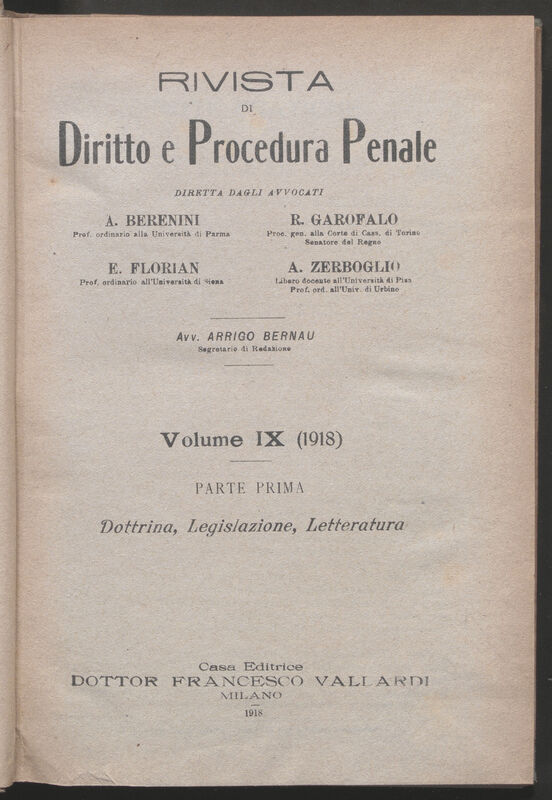 RIVISTA
DI
Diritto e Procedura Penale
DIRETTA DAGLI AVVOCATI
A. BERENINI
Prof. ordinario alla Università di Parma
R. GAROFALO
Proc. gen. alla Corte di Cass. di Torino
Senatore del Regno
E. FLORIAN
Prof. ordinario all'Università di Siena
A. ZERBOGLIO
Libero docente all'Università di Pisa
Prof. ord. all'Univ. di Urbino
Avv. ARRIGO BERNAU
Segretario di Redazione
Volume IX (1918)
PARTE PRIMA
Dottrina, Legislazione, Letteratura
Casa Editrice
DOTTOR FRANCESCO VALLARDI
MILANO
1918